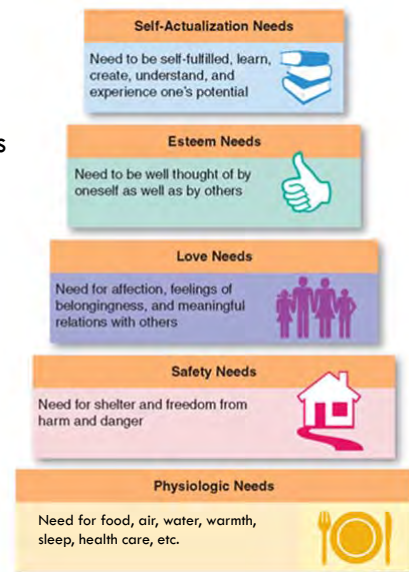 Self-Actualization Needs
Need to be self-fulfilled, learn,
create, understand, and
experience one's potential
s
Esteem Needs
Need to be well thought of by
oneself as well as by others
Love Needs
Need for affection, feelings of
belongingness, and meaningful
relations with others
Safety Needs
Need for shelter and freedom from
harm and danger
Physiologic Needs
Need for food, air, water, warmth,
sleep, health care, etc.